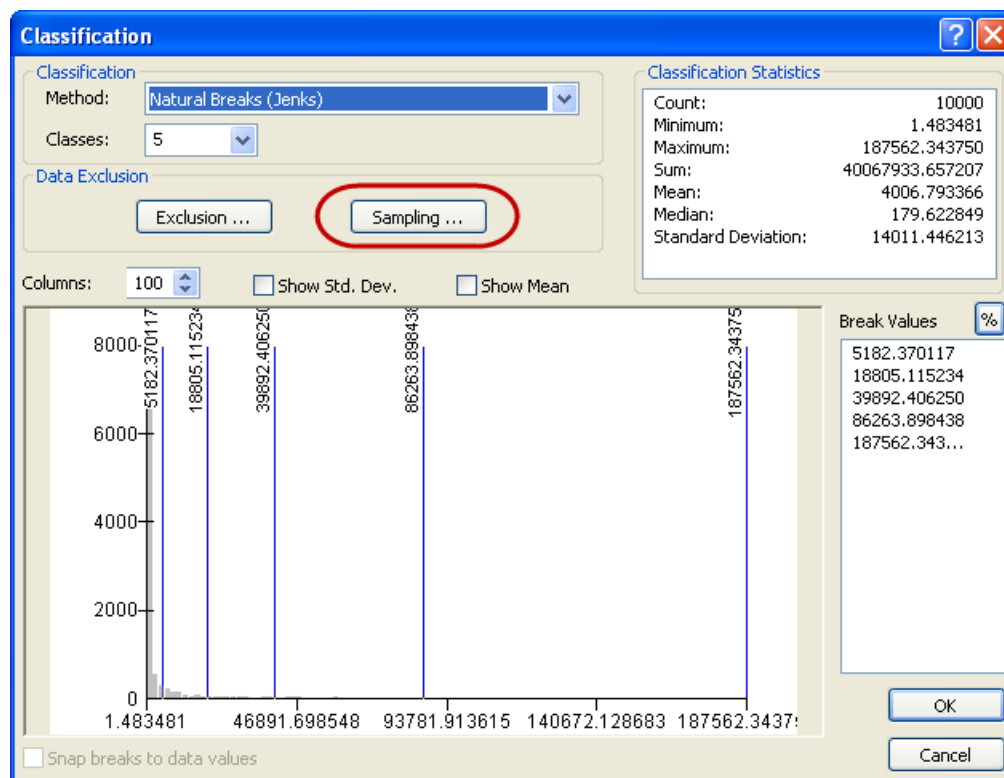 Classification
Classification
Method: Natural Breaks (Jenks)
Classes: 5
Data Exclusion
Exclusion ...
Sampling ...
Classification Statistics
Count: 10000
Minimum: 1.483481
Maximum: 187562.343750
Sum: 40067933.657207
Mean: 4006.793366
Median: 179.622849
Standard Deviation: 14011.446213
Columns: 100
Show Std. Dev.
Show Mean
5182.370117
18805.115234
39892.406250
86263.898438
187562.34375
8000
6000
4000
2000
0
1.483481 46891.698548 93781.913615 140672.128683 187562.3437
Snap breaks to data values
Break Values %
5182.370117
18805.115234
39892.406250
86263.898438
187562.343...
OK
Cancel